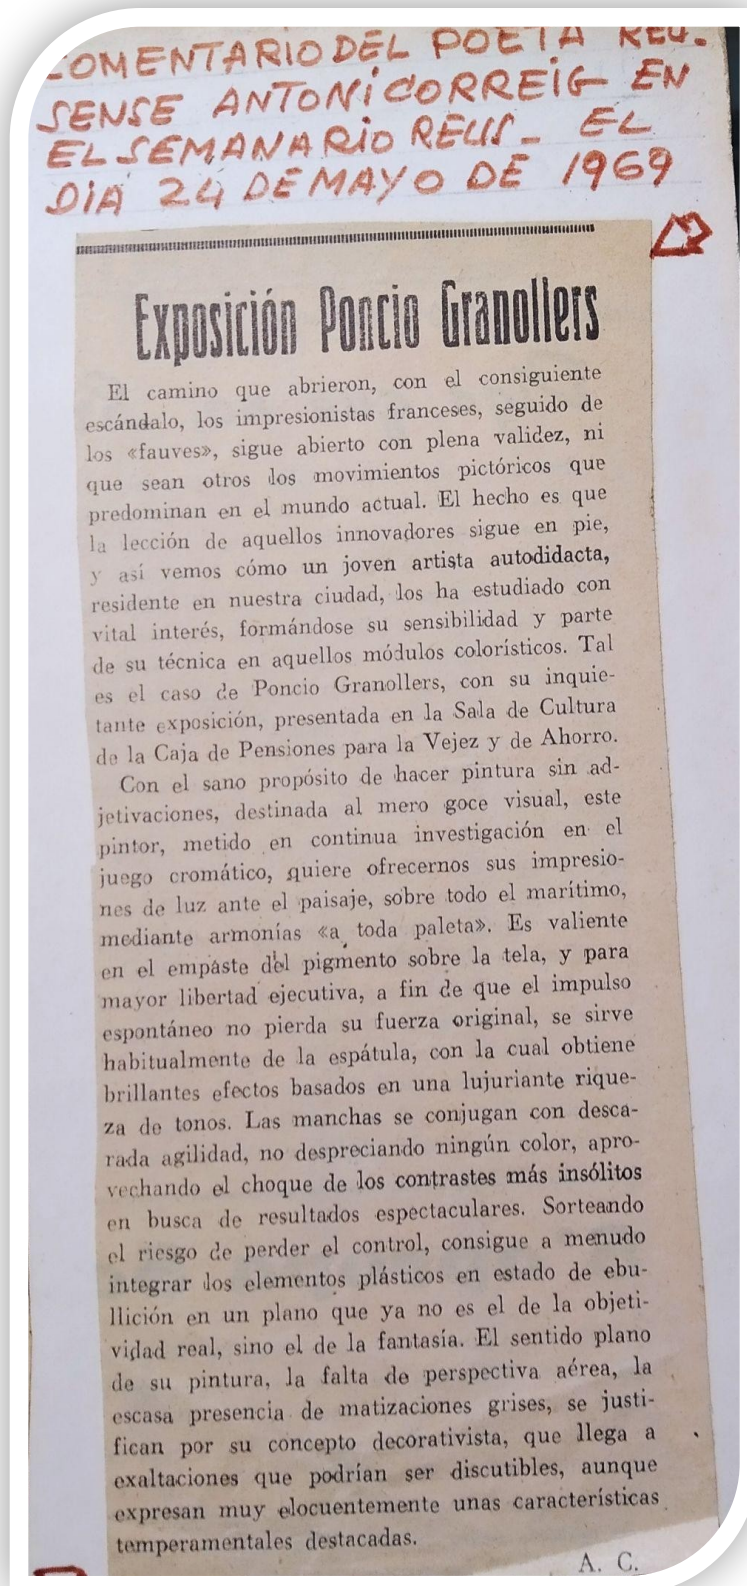 COMENTARIO DEL POETA REU-
SENSE ANTONI CORREIG EN
EL SEMANARIO REUS - EL
DIA 24 DE MAYO DE 1969
Exposición Poncio Granollers
El camino que abrieron, con el consiguiente
escándalo, los impresionistas franceses, seguido de
los «fauves», sigue abierto con plena validez, ni
que sean otros los movimientos pictóricos que
predominan en el mundo actual. El hecho es que
la lección de aquellos innovadores sigue en pie,
y así vemos cómo un joven artista autodidacta,
residente en nuestra ciudad, los ha estudiado con
vital interés, formándose su sensibilidad y parte
de su técnica en aquellos módulos colorísticos. Tal
es el caso de Poncio Granollers, con su inquie-
tante exposición, presentada en la Sala de Cultura
de la Caja de Pensiones para la Vejez y de Ahorro.
Con el sano propósito de hacer pintura sin ad-
jetivaciones, destinada al mero goce visual, este
pintor, metido en continua investigación en el
juego cromático, quiere ofrecernos sus impresio-
nes de luz ante el paisaje, sobre todo el marítimo,
mediante armonías «a toda paleta». Es valiente
en el empaste del pigmento sobre la tela, y para
mayor libertad ejecutiva, a fin de que el impulso
espontáneo no pierda su fuerza original, se sirve
habitualmente de la espátula, con la cual obtiene
brillantes efectos basados en una lujuriante rique-
za de tonos. Las manchas se conjugan con desca-
rada agilidad, no despreciando ningún color, apro-
vechando el choque de los contrastes más insólitos
en busca de resultados espectaculares. Sorteando
el riesgo de perder el control, consigue a menudo
integrar los elementos plásticos en estado de ebu-
llición en un plano que ya no es el de la objeti-
vidad real, sino el de la fantasía. El sentido plano
de su pintura, la falta de perspectiva aérea, la
escasa presencia de matizaciones grises, se justi-
fican por su concepto decorativista, que llega a
exaltaciones que podrían ser discutibles, aunque
expresan muy elocuentemente unas características
temperamentales destacadas.
A. C.